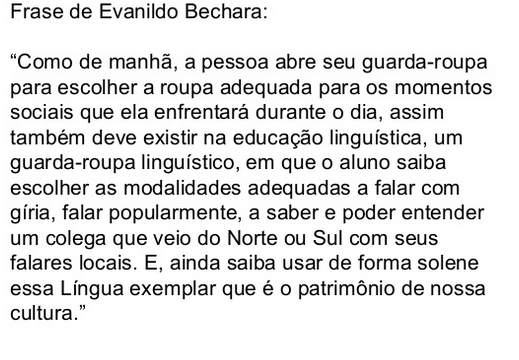 Frase de Evanildo Bechara:
“Como de manhã, a pessoa abre seu guarda-roupa
para escolher a roupa adequada para os momentos
sociais que ela enfrentará durante o dia, assim
também deve existir na educação linguística, um
guarda-roupa linguístico, em que o aluno saiba
escolher as modalidades adequadas a falar com
gíria, falar popularmente, a saber e poder entender
um colega que veio do Norte ou Sul com seus
falares locais. E, ainda saiba usar de forma solene
essa Língua exemplar que é o patrimônio de nossa
cultura.”